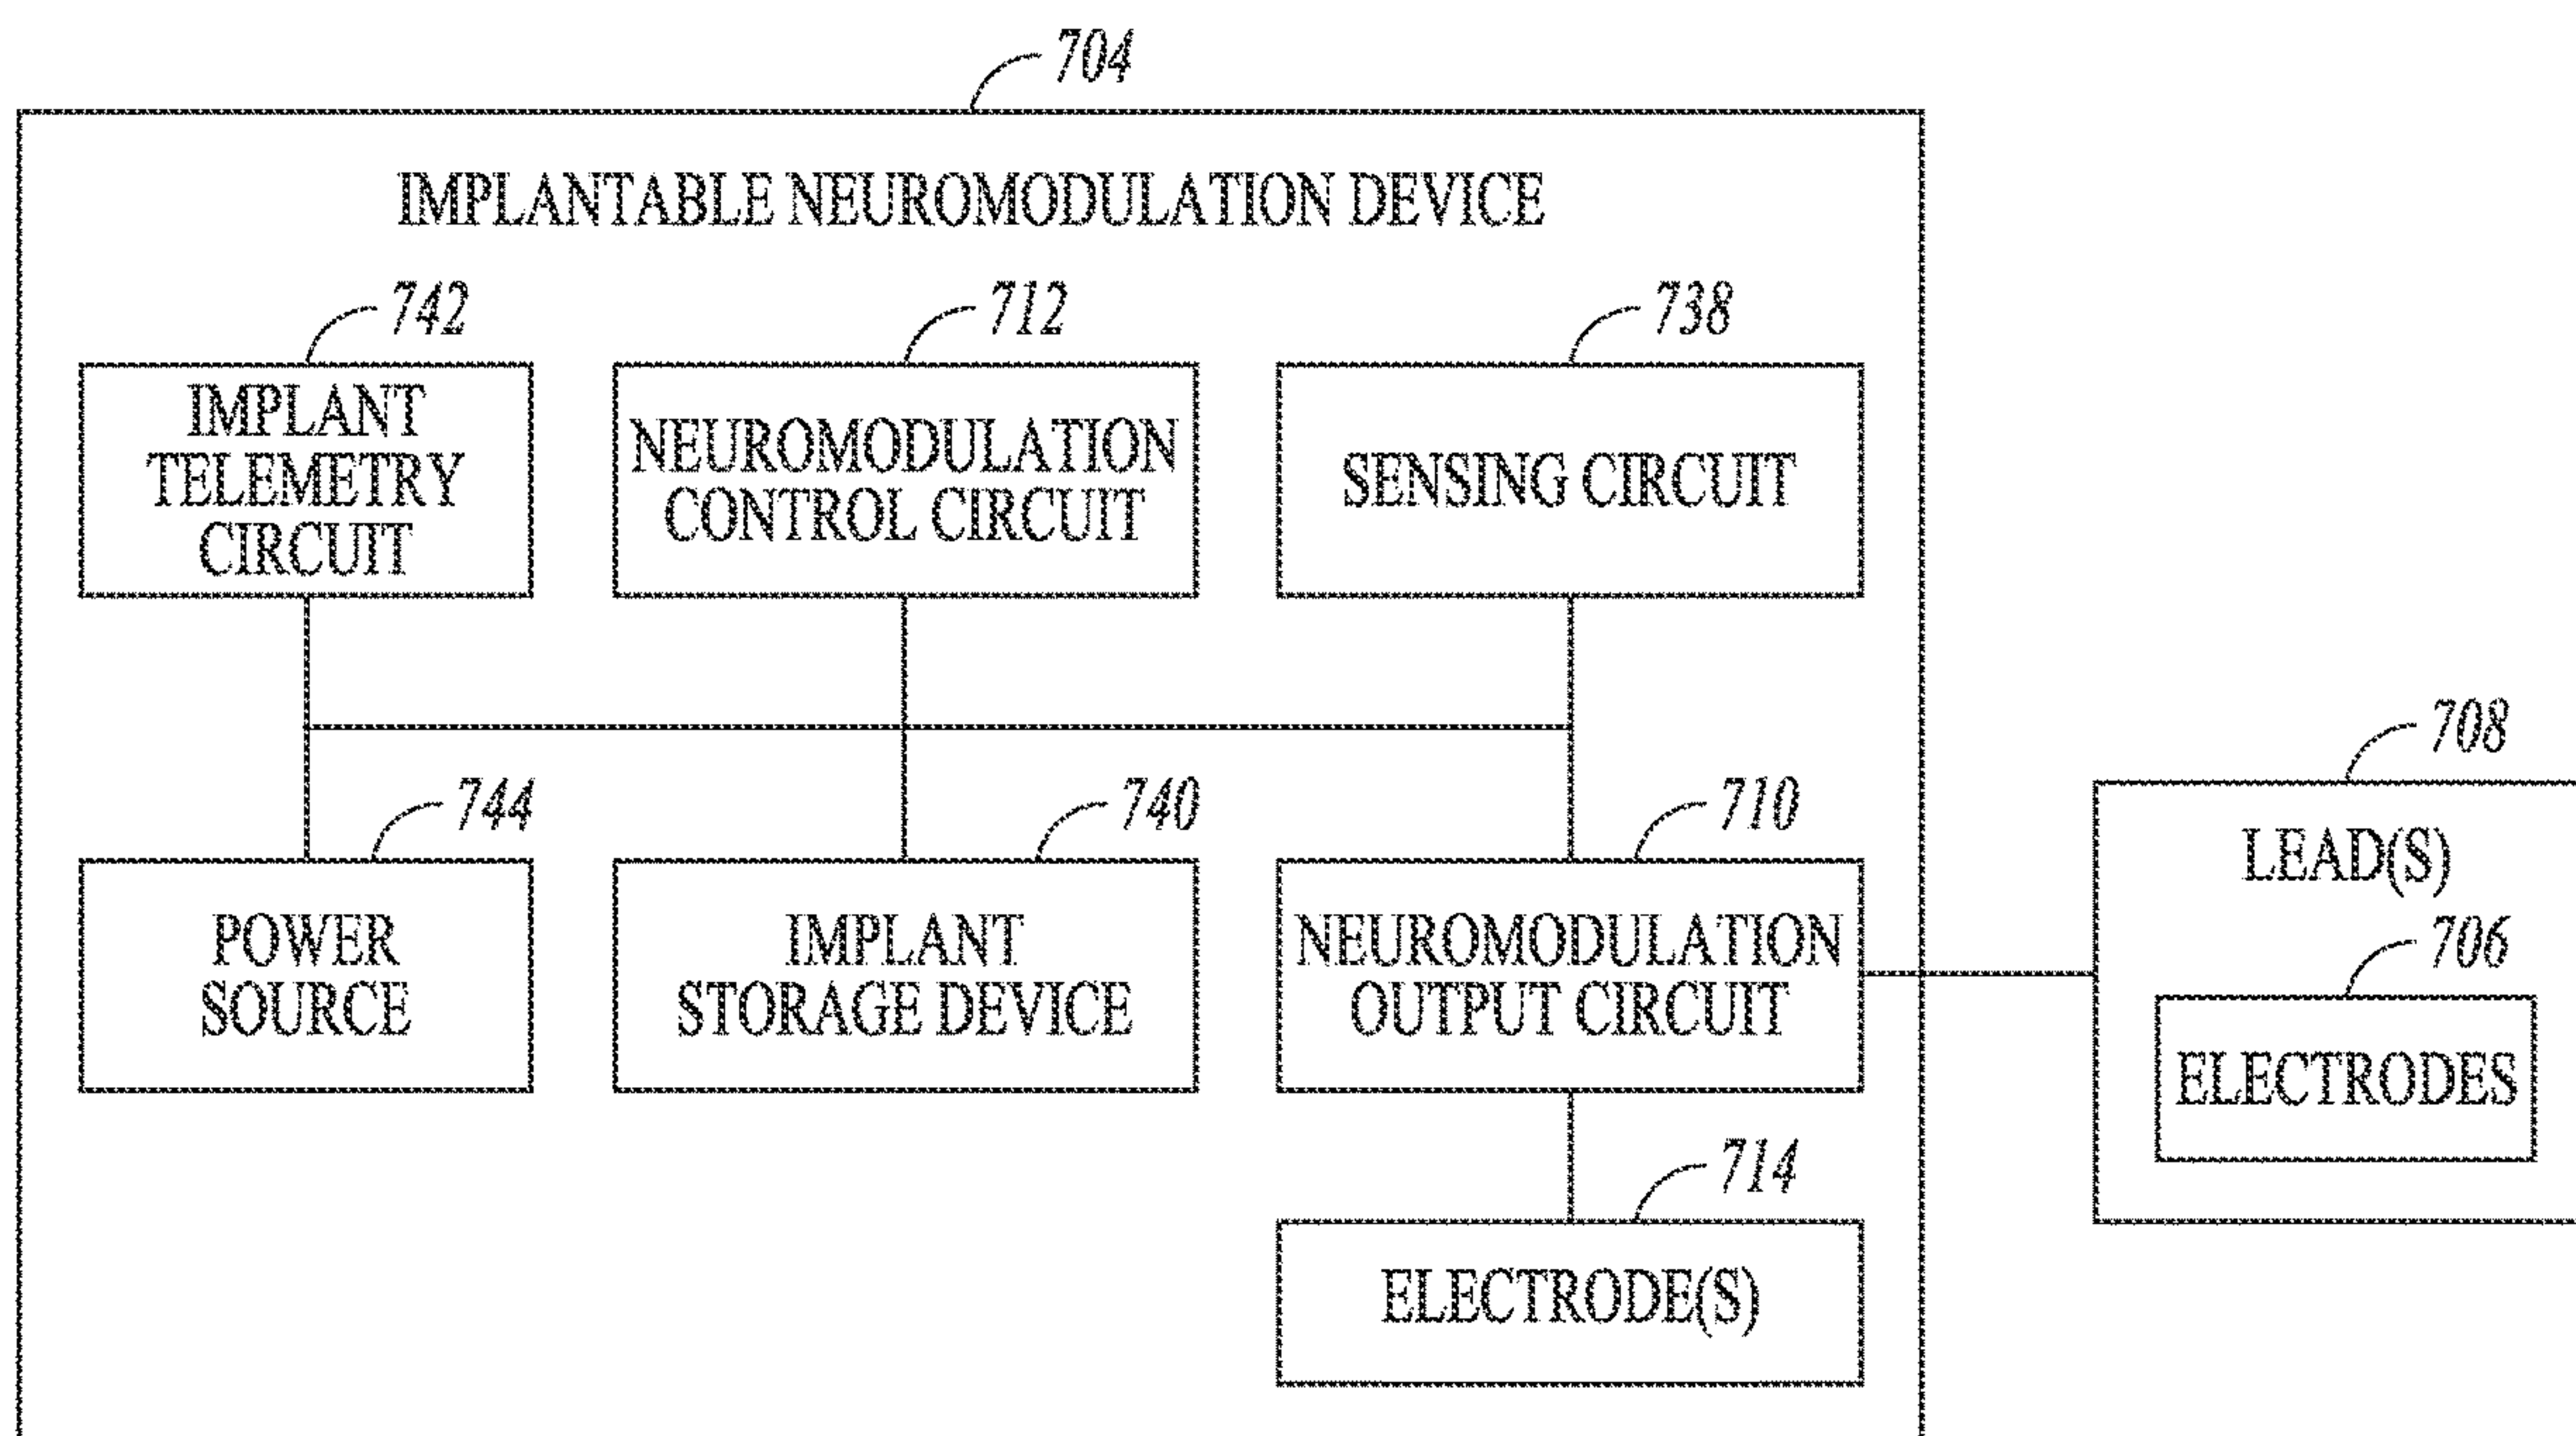 704
IMPLANTABLE NEUROMODULATION DEVICE
742
712
738
IMPLANT
TELEMETRY
CIRCUIT
NEUROMODULATION
CONTROL CIRCUIT
SENSING CIRCUIT
744
740
710
708
POWER
SOURCE
IMPLANT
STORAGE DEVICE
NEUROMODULATION
OUTPUT CIRCUIT
LEAD(S)
706
ELECTRODES
714
ELECTRODE(S)